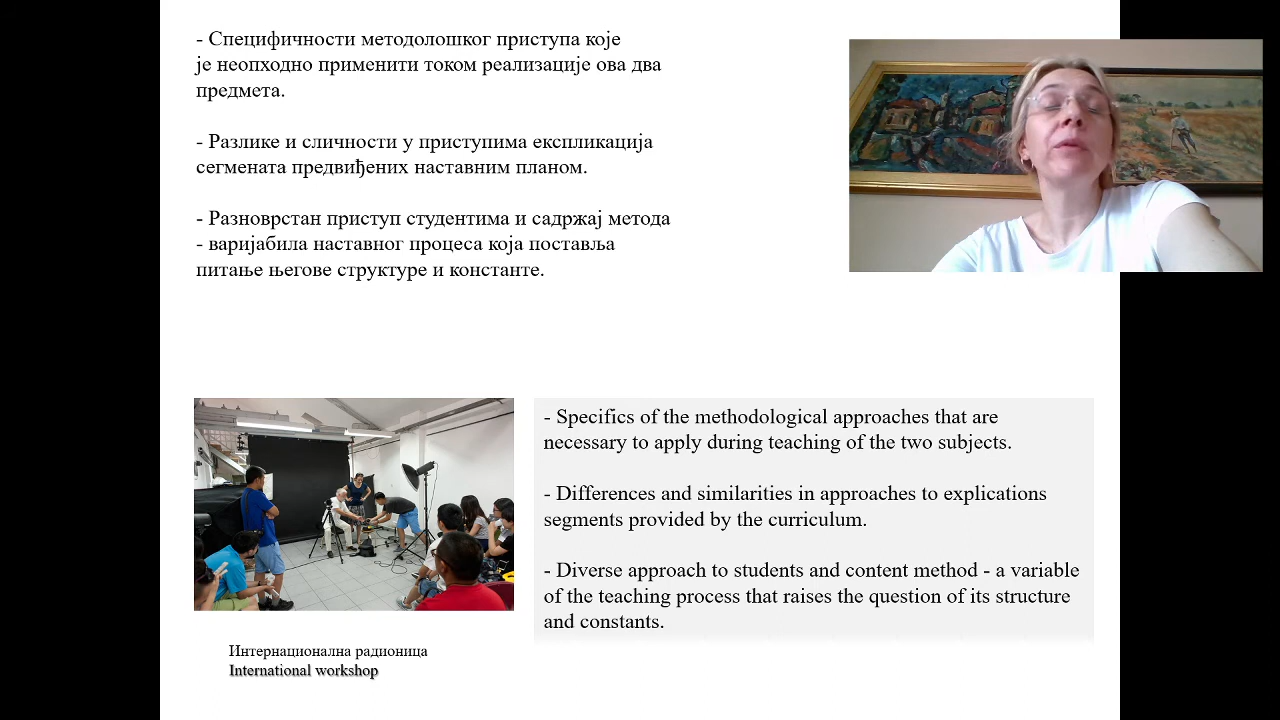 - Специфичности методолошког приступа које
је неопходно применити током реализације ова два
предмета.
- Разлике и сличности у приступима експликација
сегмената предвиђених наставним планом.
- Разноврстан приступ студентима и садржај метода
- варијабила наставног процеса која поставља
питање његове структуре и константе.
- Specifics of the methodological approaches that are
necessary to apply during teaching of the two subjects.
- Differences and similarities in approaches to explications
segments provided by the curriculum.
- Diverse approach to students and content method - a variable
of the teaching process that raises the question of its structure
and constants.
Интернационална радионица
International workshop